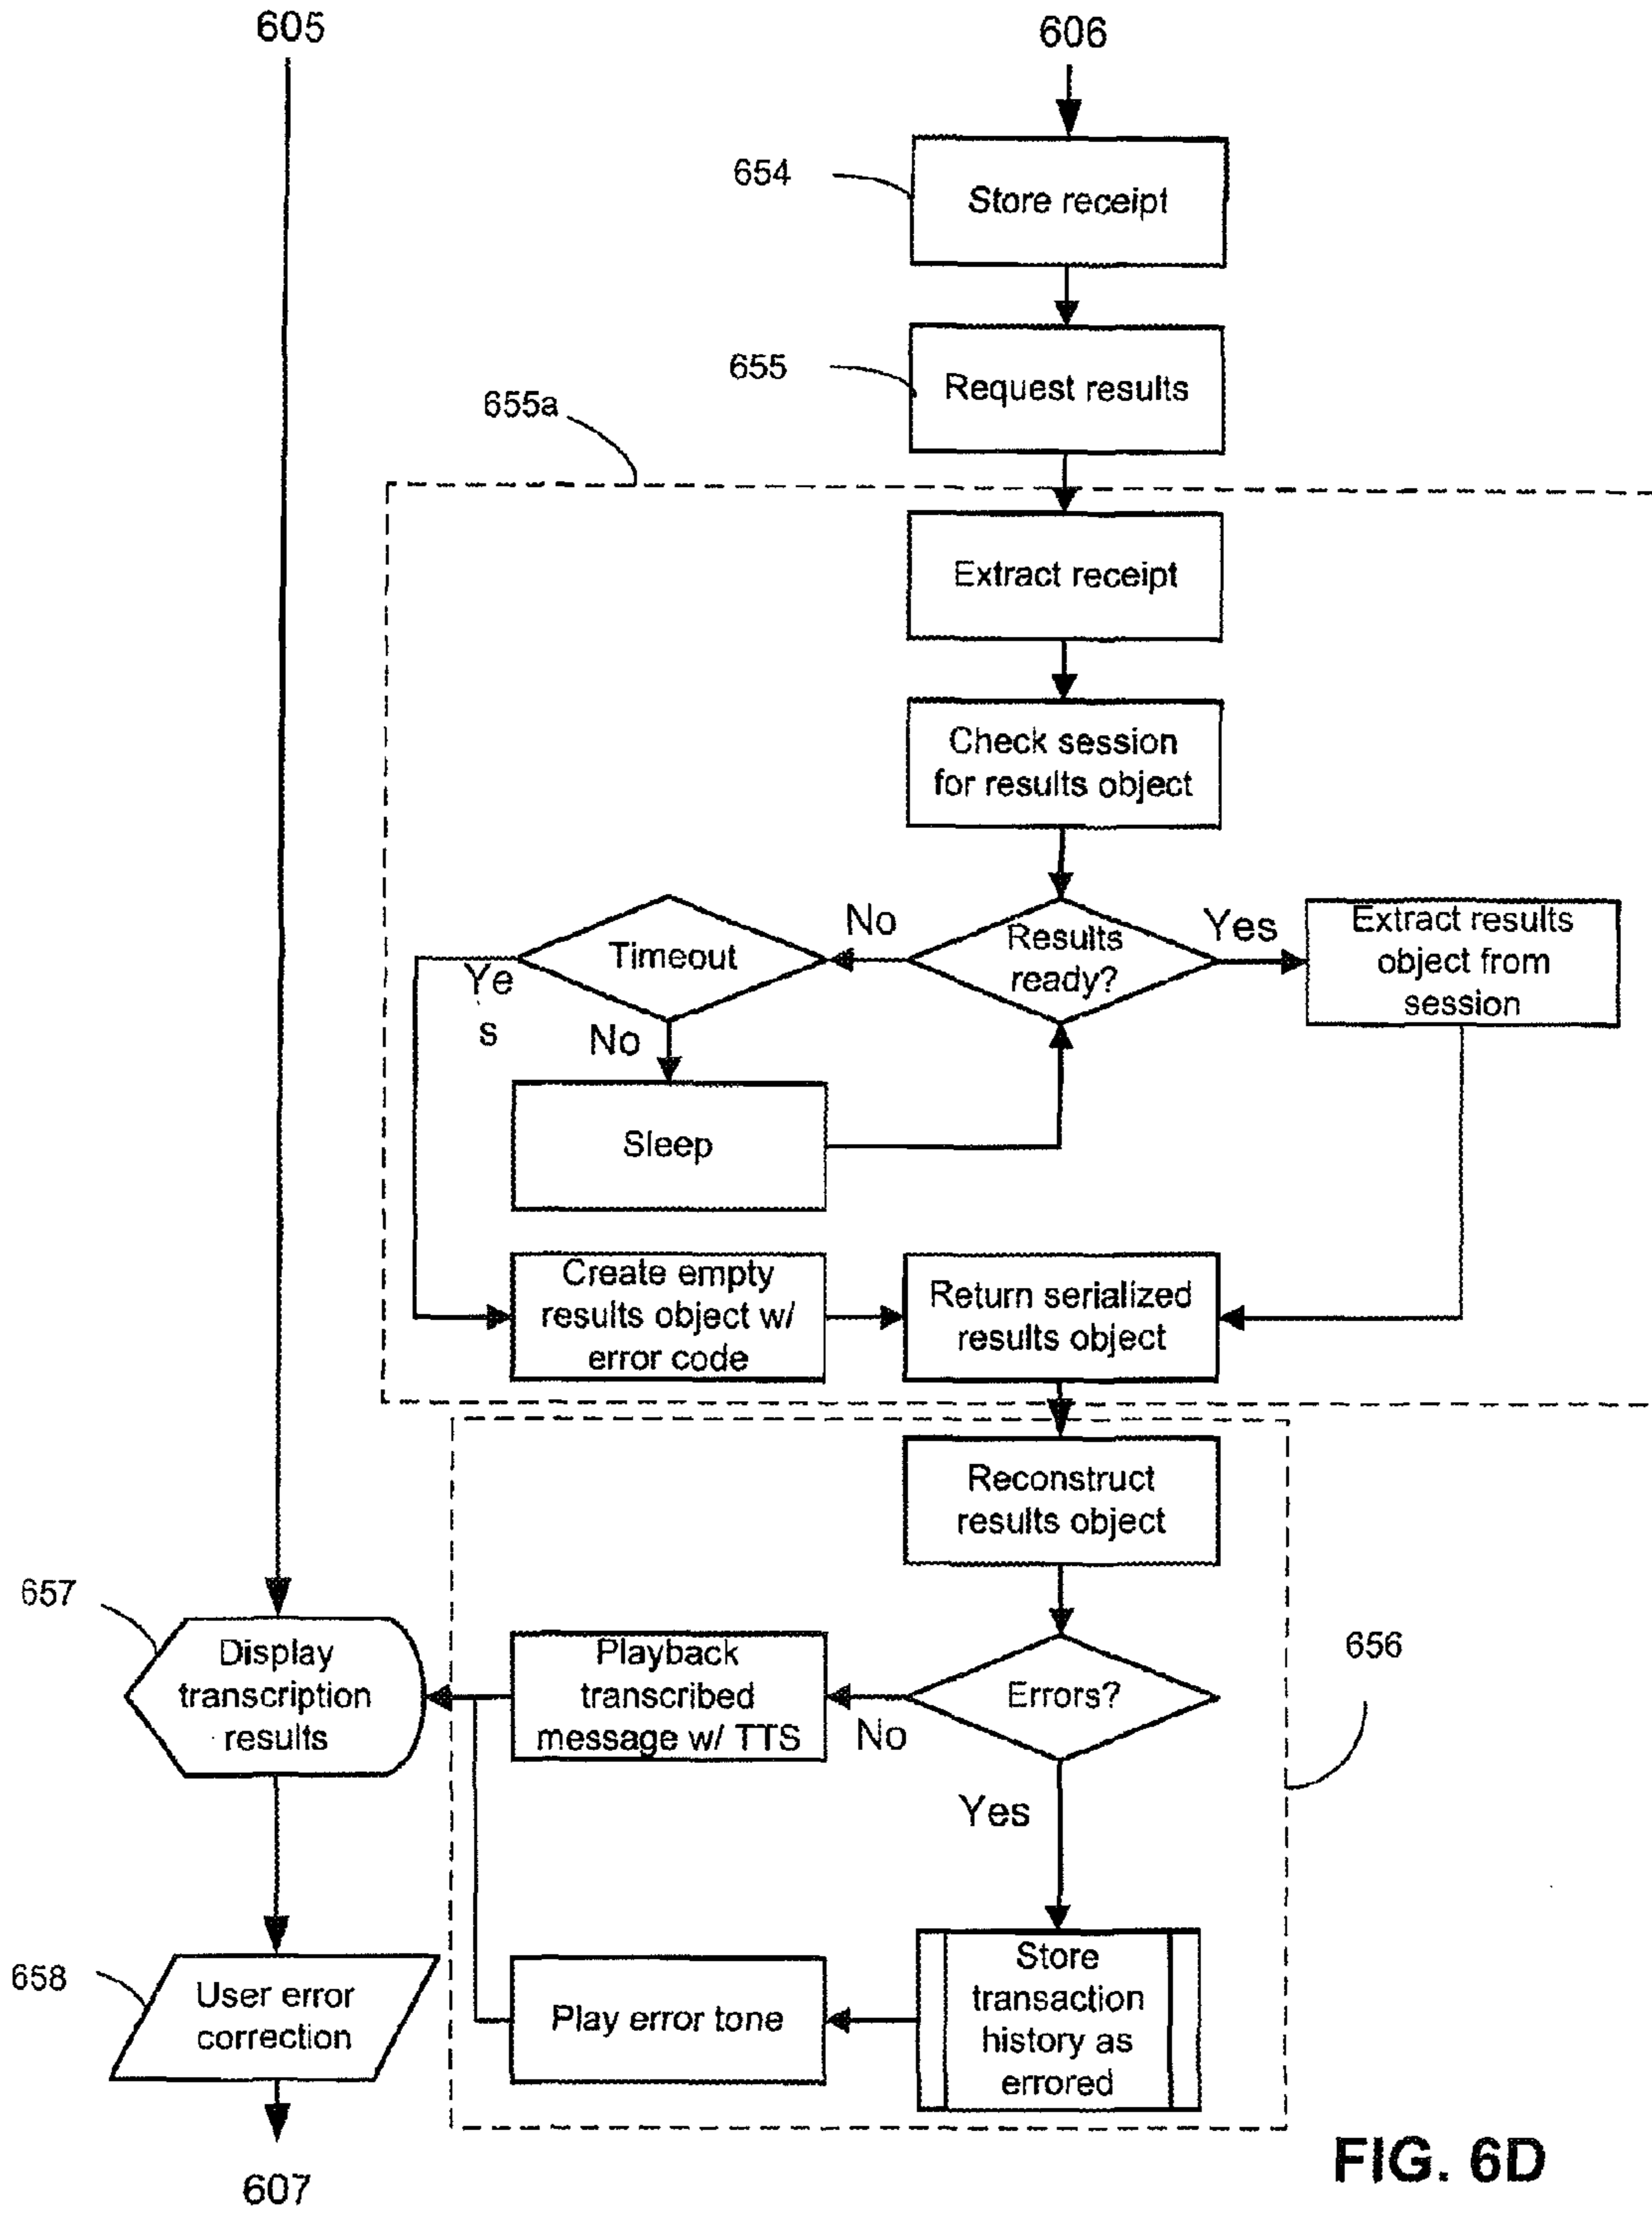 605
606
654
Store receipt
655
Request results
655a
Extract receipt
Check session
for results object
Timeout
No
Results
ready?
Yes
Extract results
object from
session
Ye
s
No
Sleep
Create empty
results object w/
error code
Return serialized
results object
Reconstruct
results object
657
Display
transcription
results
Playback
transcribed
message w/ TTS
No
Errors?
656
Yes
658
User error
correction
Play error tone
Store
transaction
history as
errored
607
FIG. 6D